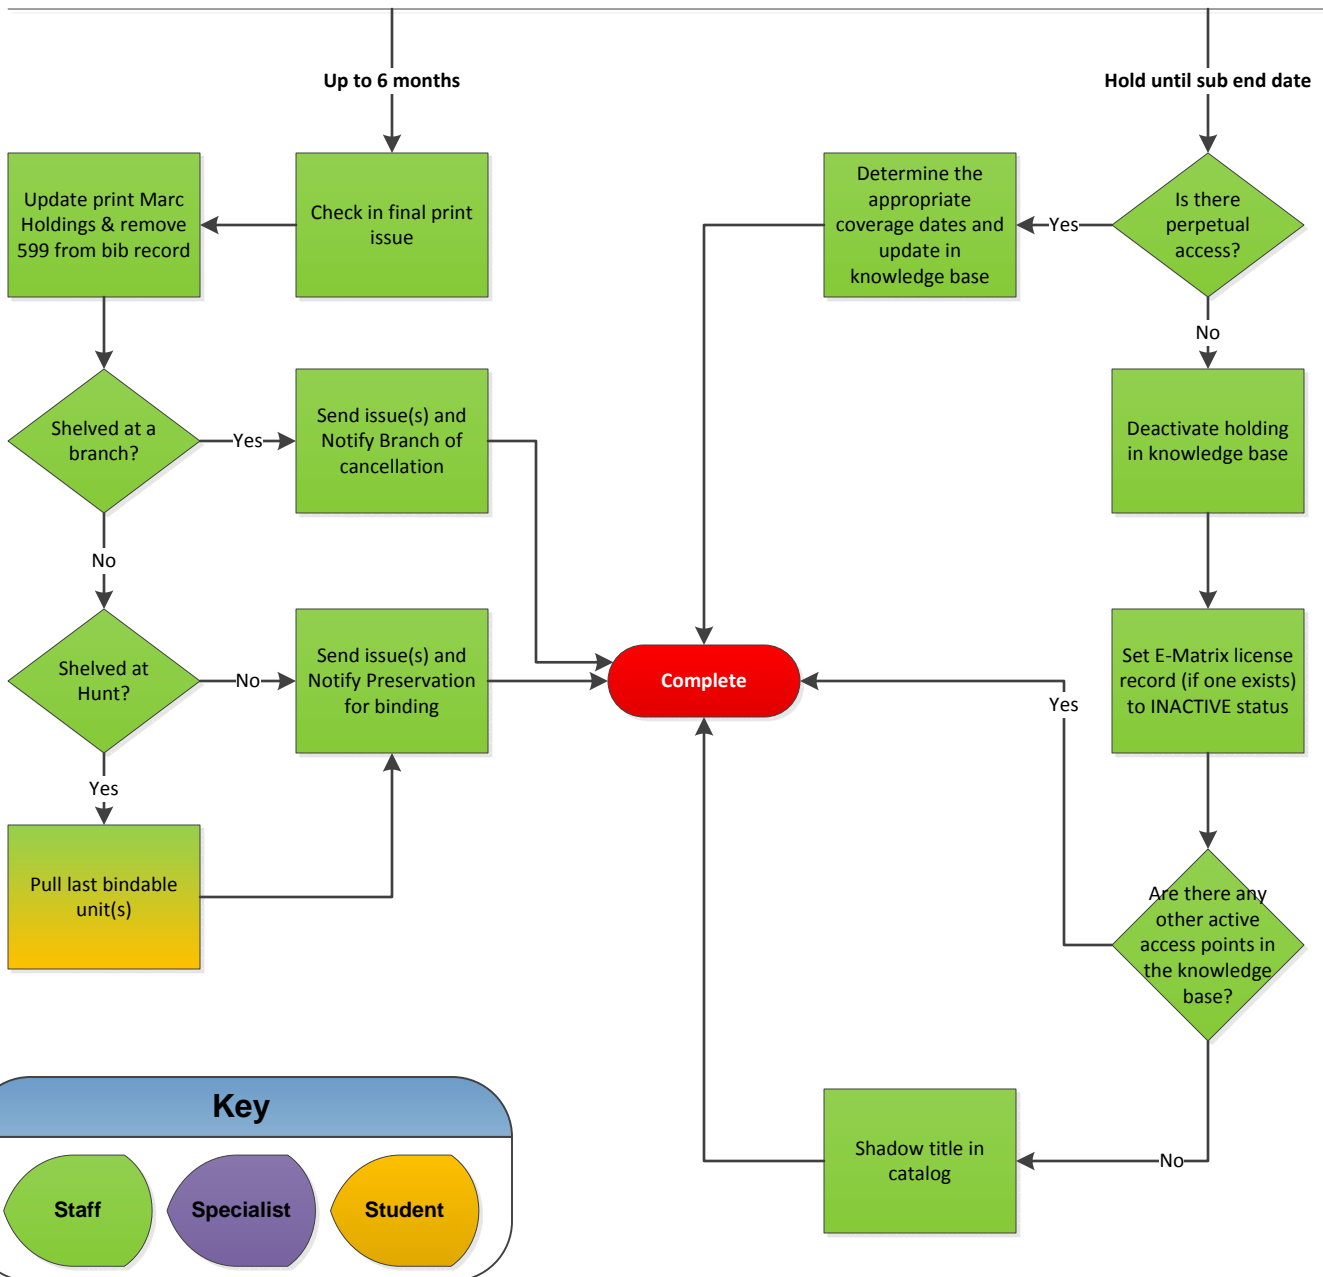 Up to 6 months
Hold until sub end date
Update print Marc
Holdings & remove
599 from bib record
Check in final print
issue
Determine the
appropriate
coverage dates and
update in
knowledge base
Yes
Is there
perpetual
access?
No
Shelved at a
branch?
Yes
Send issue(s) and
Notify Branch of
cancellation
Deactivate holding
in knowledge base
No
Shelved at
Hunt?
No
Send issue(s) and
Notify Preservation
for binding
Complete
Set E-Matrix license
record (if one exists)
to INACTIVE status
Yes
Yes
Pull last bindable
unit(s)
Are there any
other active
access points in
the knowledge
base?
Shadow title in
catalog
No
Key
Staff
Specialist
Student